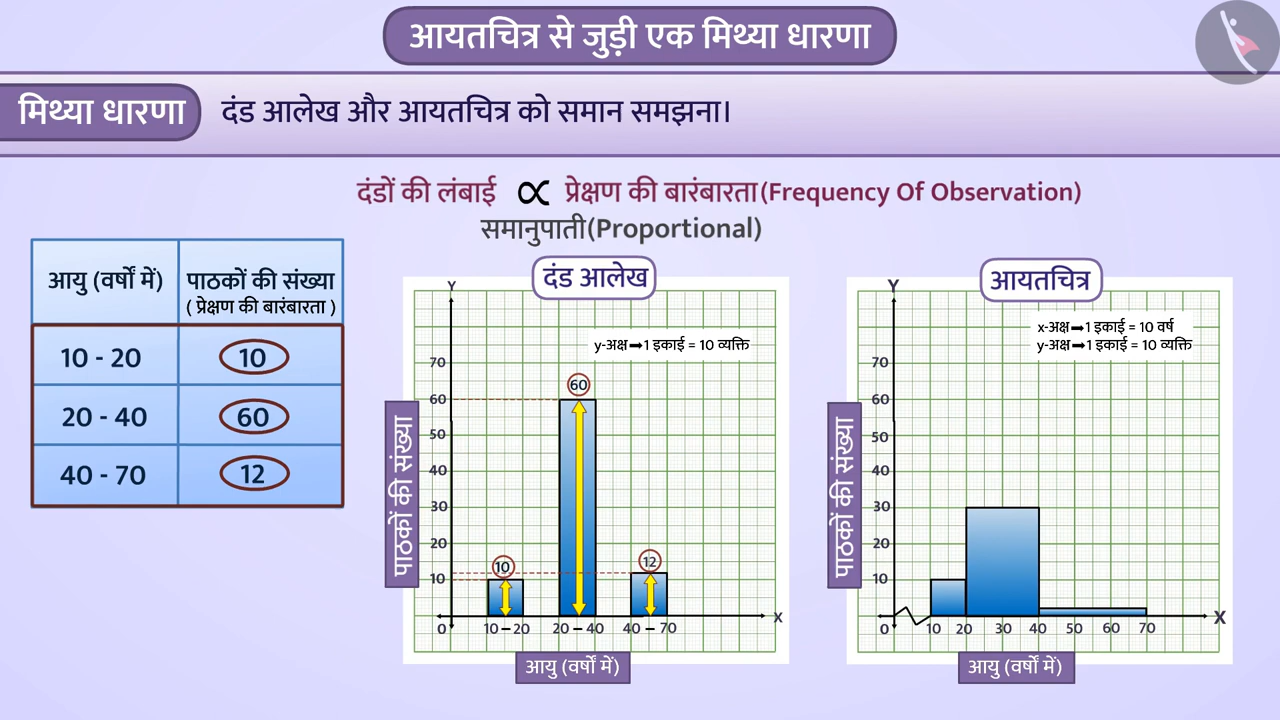 आयतचित्र से जुड़ी एक मिथ्या धारणा
मिथ्या धारणा
दंड आलेख और आयतचित्र को समान समझना।
दंडों की लंबाई ∝ प्रेक्षण की बारंबारता(Frequency Of Observation)
समानुपाती(Proportional)
आयु (वर्षों में)
पाठकों की संख्या
( प्रेक्षण की बारंबारता )
10 - 20
10
20 - 40
60
40 - 70
12
दंड आलेख
Y
y-अक्ष➡1 इकाई = 10 व्यक्ति
70
60
50
40
30
20
10
60
10
12
पाठकों की संख्या
0
10 – 20
20 – 40
40 – 70
X
आयु (वर्षों में)
आयतचित्र
Y
x-अक्ष➡1 इकाई = 10 वर्ष
y-अक्ष➡1 इकाई = 10 व्यक्ति
70
60
50
40
30
20
10
पाठकों की संख्या
0
10 20 30 40 50 60 70
X
आयु (वर्षों में)